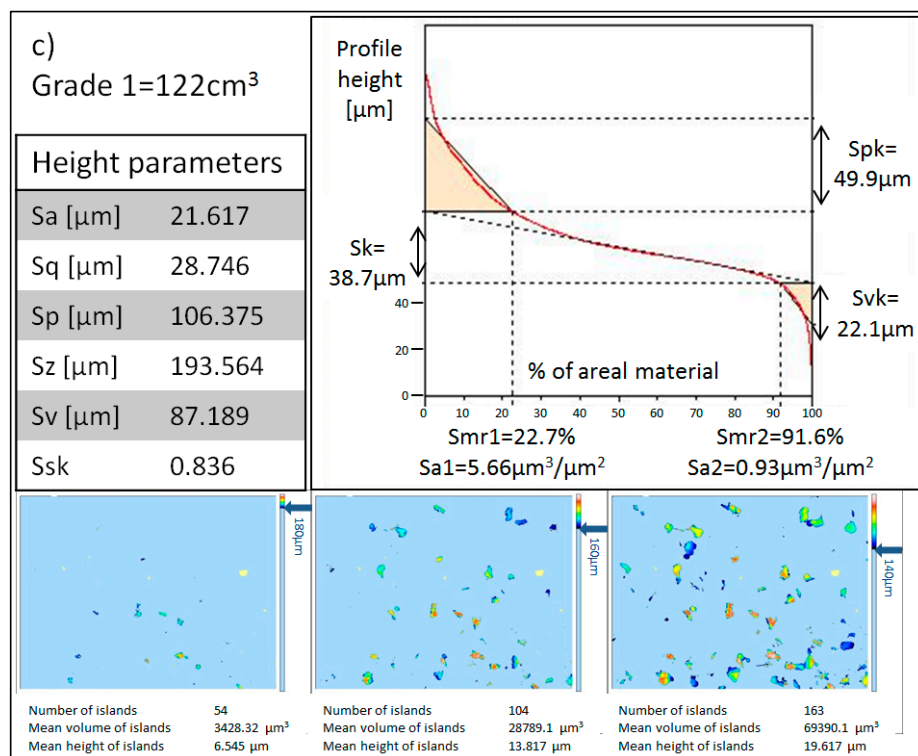 c)
Grade 1=122cm³
Height parameters
Sa [µm] 21.617
Sq [µm] 28.746
Sp [µm] 106.375
Sz [µm] 193.564
Sv [µm] 87.189
Ssk 0.836
Profile
height
[µm]
Spk=
49.9µm
Sk=
38.7µm
Svk=
22.1µm
40
20
0
% of areal material
0 10 20 30 40 50 60 70 80 90 100
Smr1=22.7% Smr2=91.6%
Sa1=5.66µm³/µm² Sa2=0.93µm³/µm²
180µm
160µm
140µm
Number of islands 54
Mean volume of islands 3428.32 µm³
Mean height of islands 6.545 µm
Number of islands 104
Mean volume of islands 28789.1 µm³
Mean height of islands 13.817 µm
Number of islands 163
Mean volume of islands 69390.1 µm³
Mean height of islands 19.617 µm